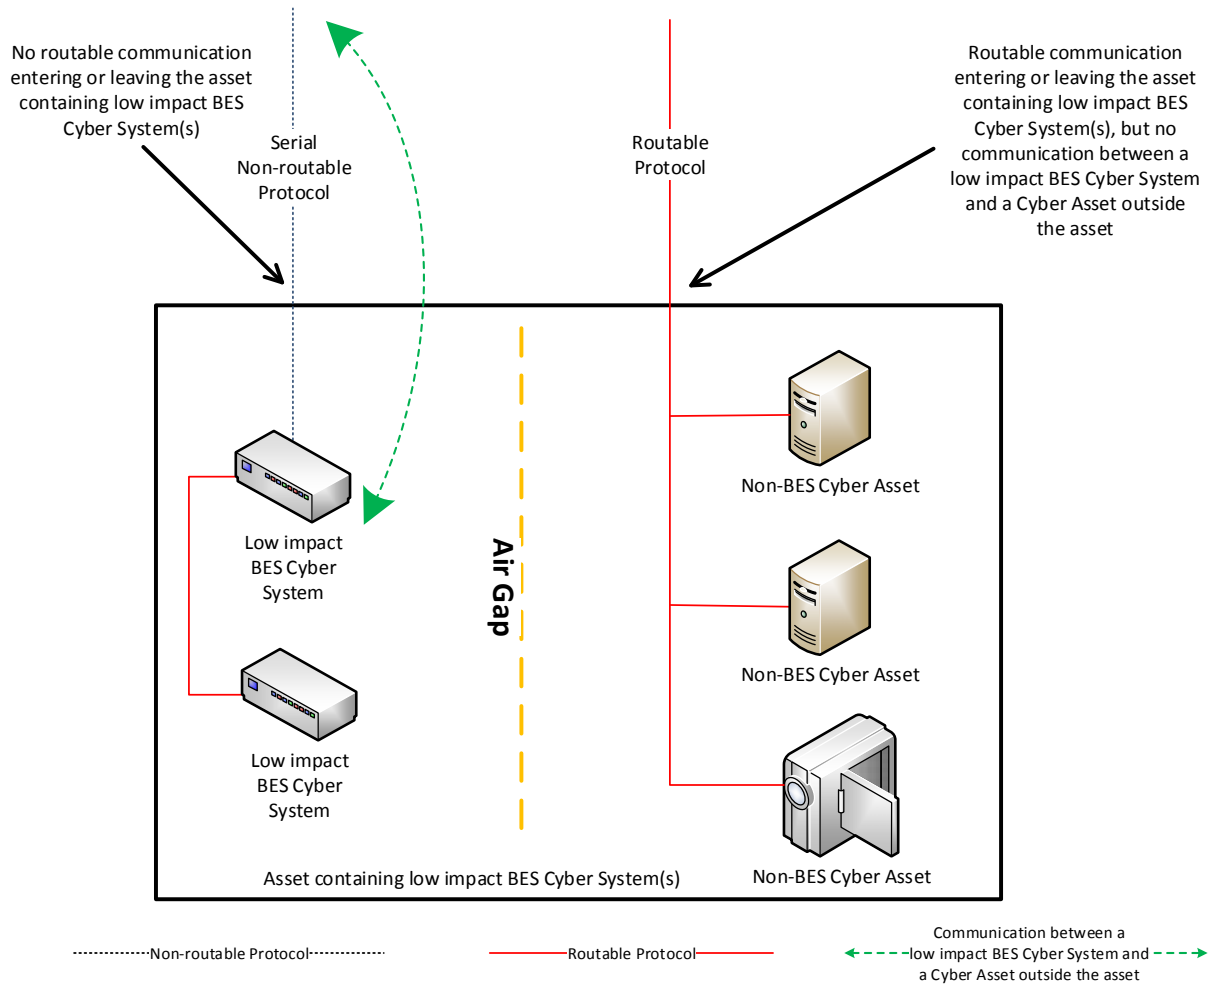 No routable communication
entering or leaving the asset
containing low impact BES
Cyber System(s)
Routable communication
entering or leaving the asset
containing low impact BES
Cyber System(s), but no
communication between a
low impact BES Cyber System
and a Cyber Asset outside
the asset
Serial
Non-routable
Protocol
Routable
Protocol
Non-BES Cyber Asset
Low impact
BES Cyber
System
Air Gap
Non-BES Cyber Asset
Low impact
BES Cyber
System
Non-BES Cyber Asset
Asset containing low impact BES Cyber System(s)
Non-routable Protocol
Routable Protocol
Communication between a
low impact BES Cyber System and
a Cyber Asset outside the asset